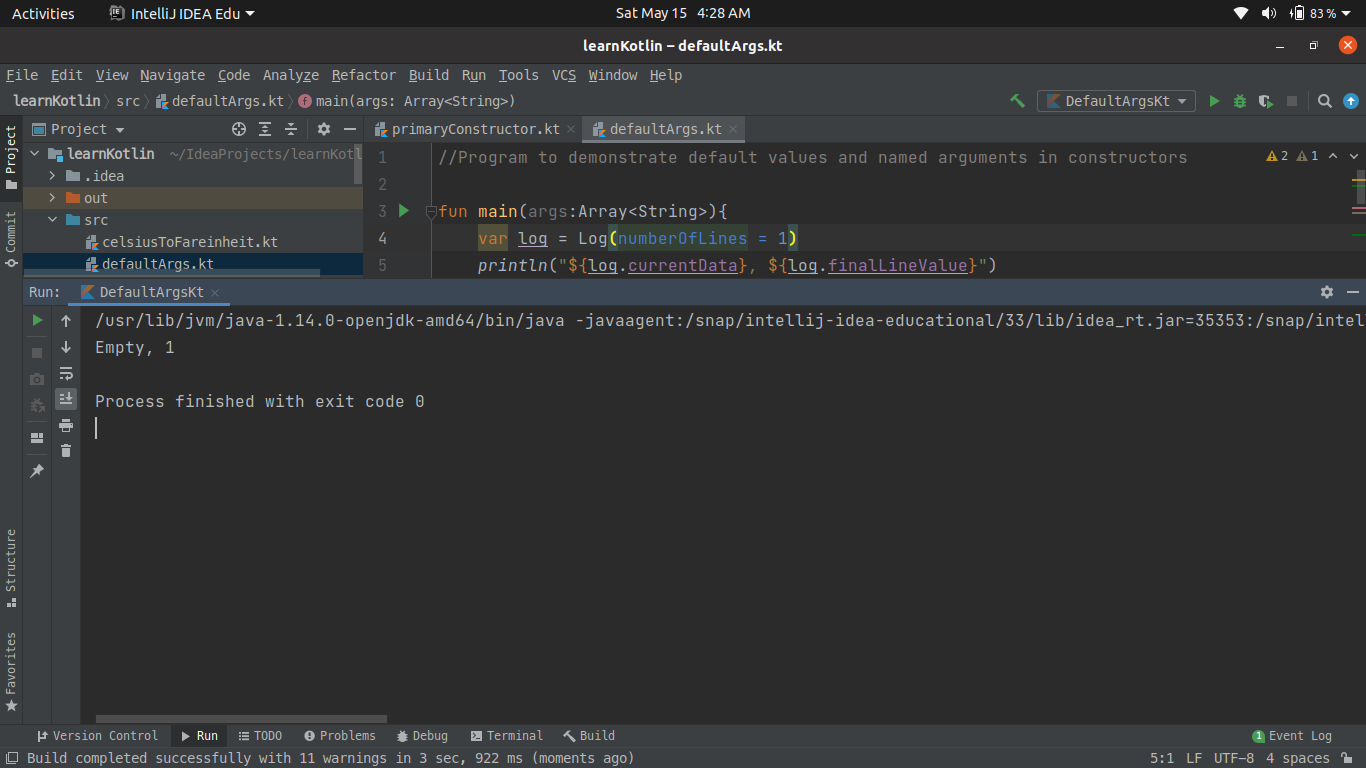 Activities IntelliJ IDEA Edu Sat May 15 4:28 AM 83 %
learnKotlin – defaultArgs.kt
File Edit View Navigate Code Analyze Refactor Build Run Tools VCS Window Help
learnKotlin src defaultArgs.kt main(args: Array<String>) DefaultArgsKt
Project primaryConstructor.kt defaultArgs.kt
Project
Commit
Structure
Favorites
learnKotlin ~/IdeaProjects/learnKotl
.idea
out
src
celsiusToFareinheit.kt
defaultArgs.kt
1 //Program to demonstrate default values and named arguments in constructors 2 1
2
3 fun main(args:Array<String>){
4 var log = Log(numberOfLines = 1)
5 println("${log.currentData}, ${log.finalLineValue}")
Run: DefaultArgsKt
/usr/lib/jvm/java-1.14.0-openjdk-amd64/bin/java -javaagent:/snap/intellij-idea-educational/33/lib/idea_rt.jar=35353:/snap/intel
Empty, 1
Process finished with exit code 0
Version Control Run TODO Problems Debug Terminal Build 1 Event Log
Build completed successfully with 11 warnings in 3 sec, 922 ms (moments ago) 5:1 LF UTF-8 4 spaces